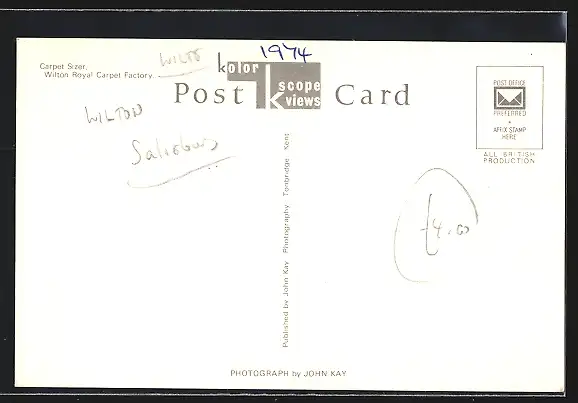 Carpet Sizer,
Wilton Royal Carpet Factory.
WILTS
1974
kolor
scope
views
Post Card
POST OFFICE
PREFERRED
AFFIX STAMP
HERE
ALL BRITISH
PRODUCTION
WILTON
Salisbury
£4.00
Published by John Kay Photography Tonbridge Kent
PHOTOGRAPH by JOHN KAY